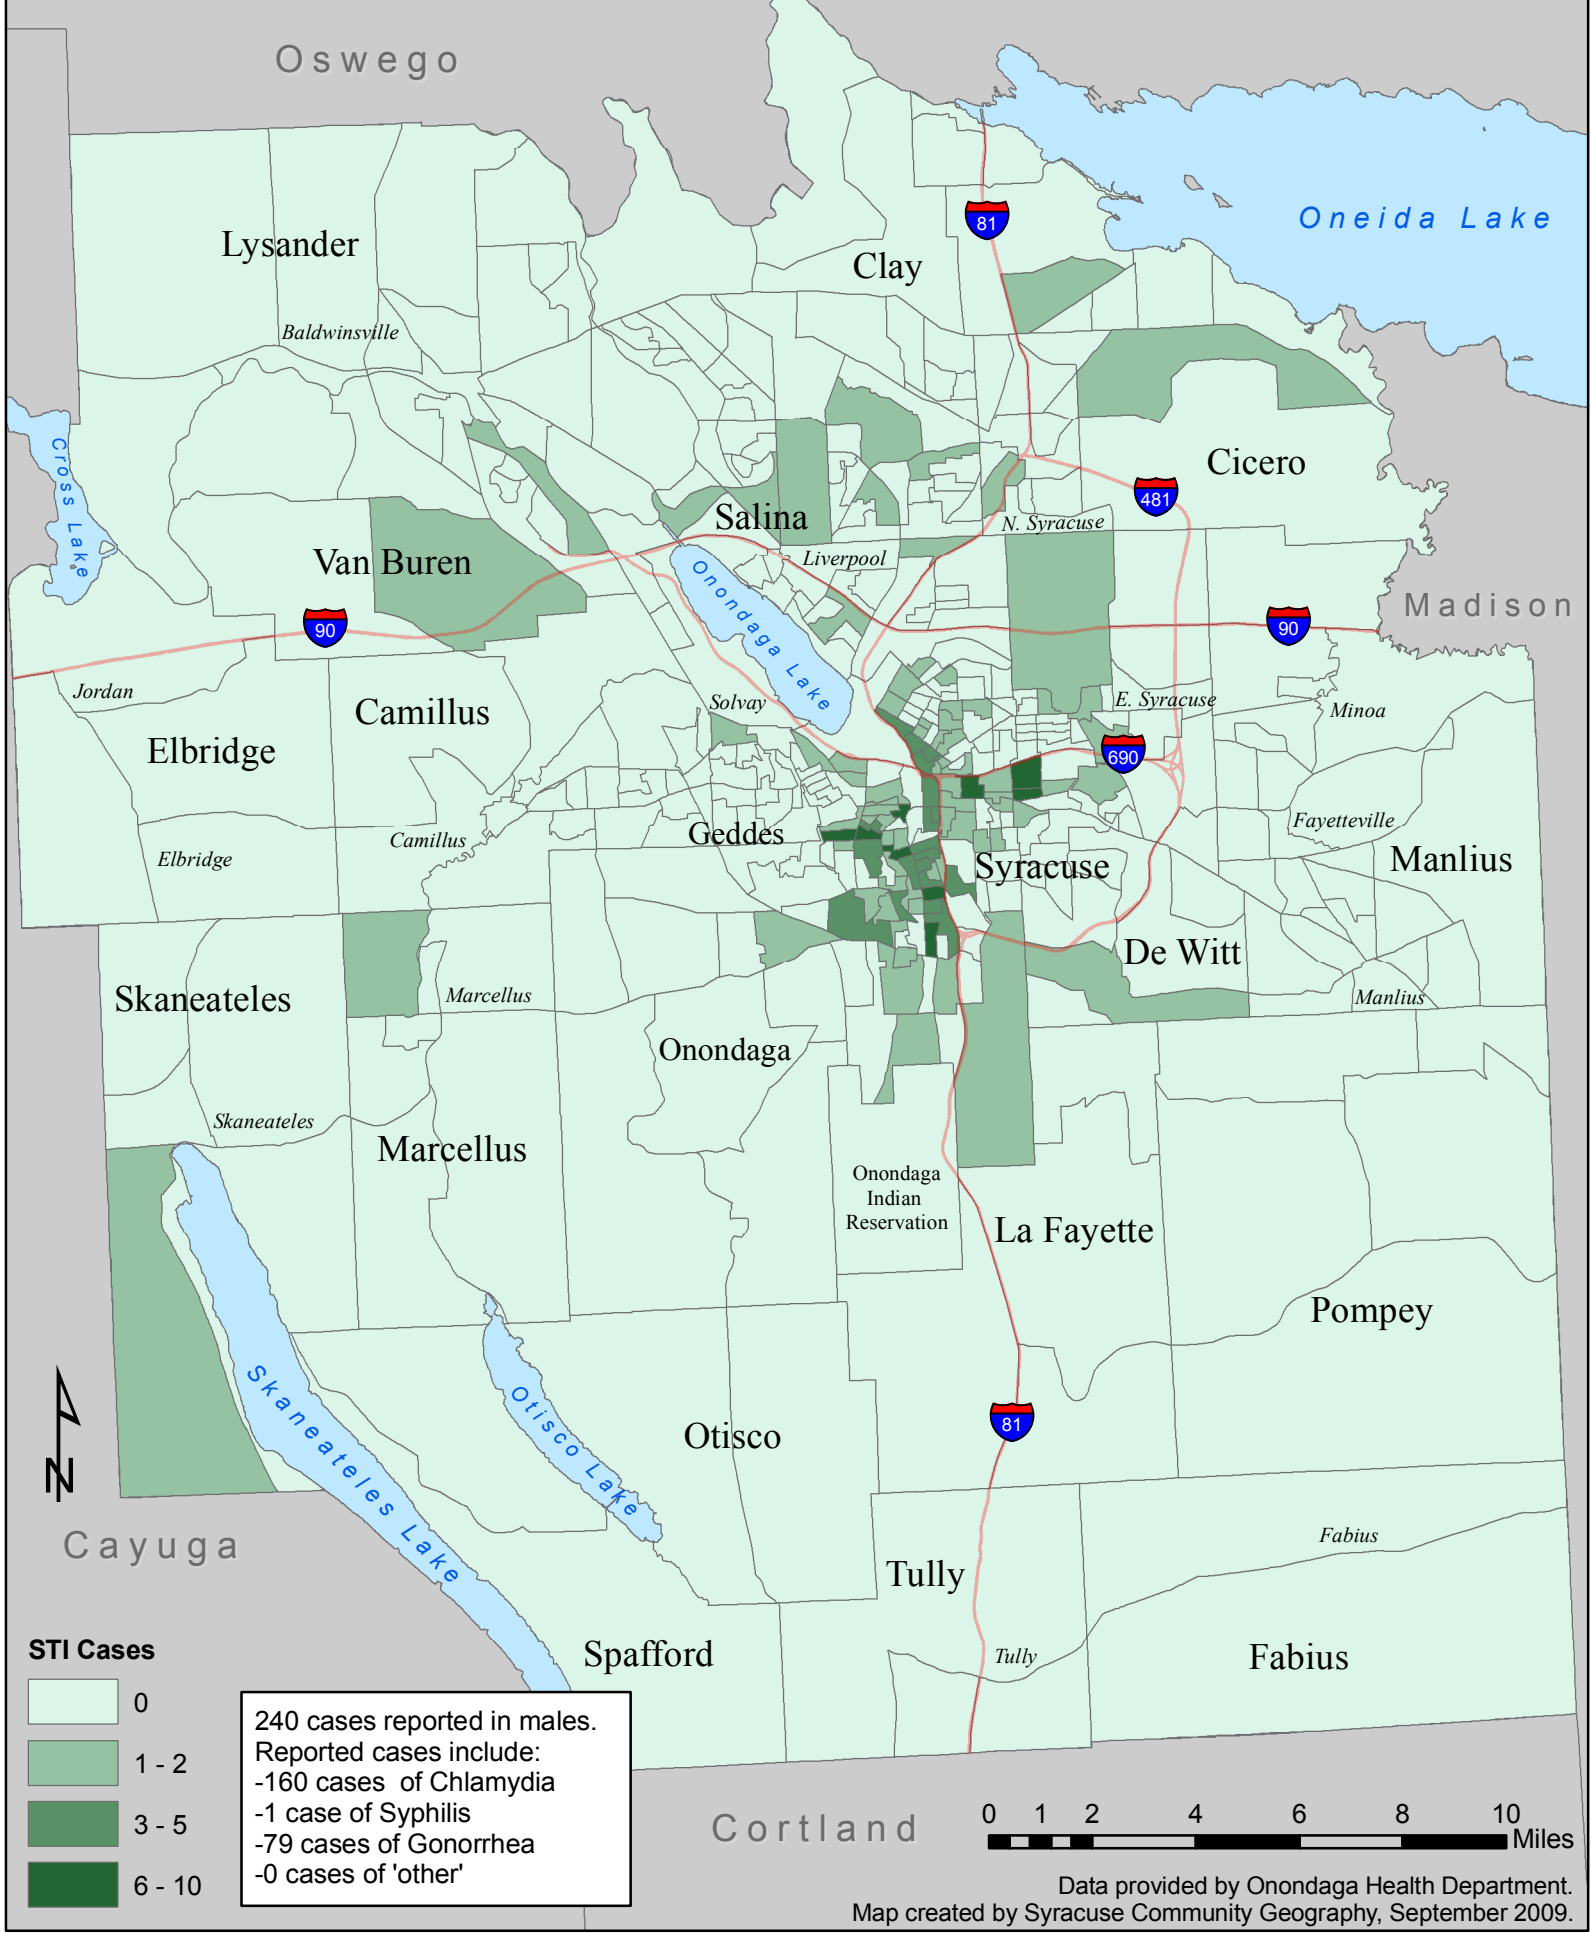 Oswego
Oneida Lake
81
Lysander
Clay
Baldwinsville
Cross Lake
Cicero
481
Salina
N. Syracuse
Van Buren
Liverpool
Onondaga Lake
Madison
90
90
Jordan
Solvay
E. Syracuse
Minoa
Camillus
Elbridge
690
Fayetteville
Geddes
Camillus
Elbridge
Syracuse
Manlius
De Witt
Skaneateles
Marcellus
Manlius
Onondaga
Skaneateles
Marcellus
Onondaga
Indian
Reservation
La Fayette
Pompey
N
Skaneateles Lake
Otisco Lake
Otisco
81
Cayuga
Fabius
Tully
Spafford
Tully
Fabius
STI Cases
0
1 - 2
3 - 5
6 - 10
240 cases reported in males.
Reported cases include:
-160 cases of Chlamydia
-1 case of Syphilis
-79 cases of Gonorrhea
-0 cases of 'other'
Cortland
0 1 2 4 6 8 10
Miles
Data provided by Onondaga Health Department.
Map created by Syracuse Community Geography, September 2009.